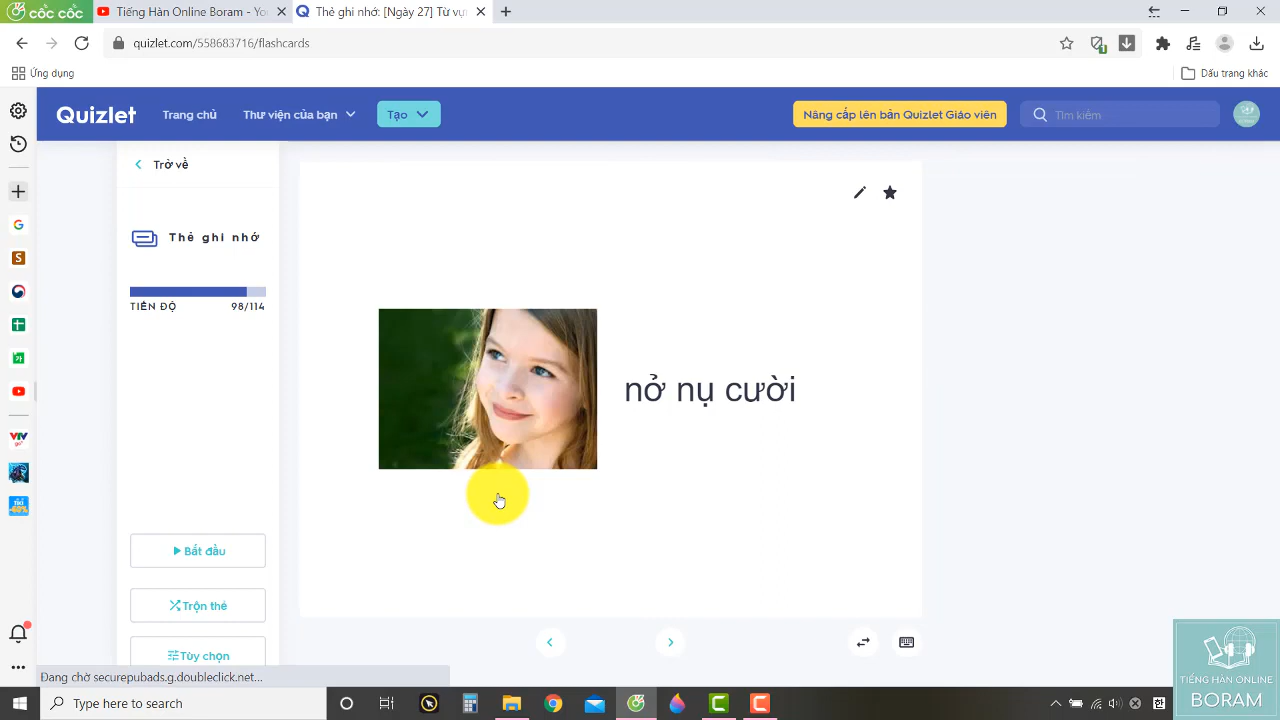 cốc cốc
Tiếng Hàn Online Boram - You
Thẻ ghi nhớ: [Ngày 27] Từ vự
quizlet.com/558683716/flashcards
Ứng dụng
Dấu trang khác
Quizlet
Trang chủ
Thư viện của bạn
Tạo
Nâng cấp lên bản Quizlet Giáo viên
Tìm kiếm
Trở về
Thẻ ghi nhớ
TIẾN ĐỘ
98/114
nở nụ cười
Bắt đầu
Trộn thẻ
Tùy chọn
Đang chờ securepubads.g.doubleclick.net...
Type here to search
TIẾNG HÀN ONLINE
BORAM